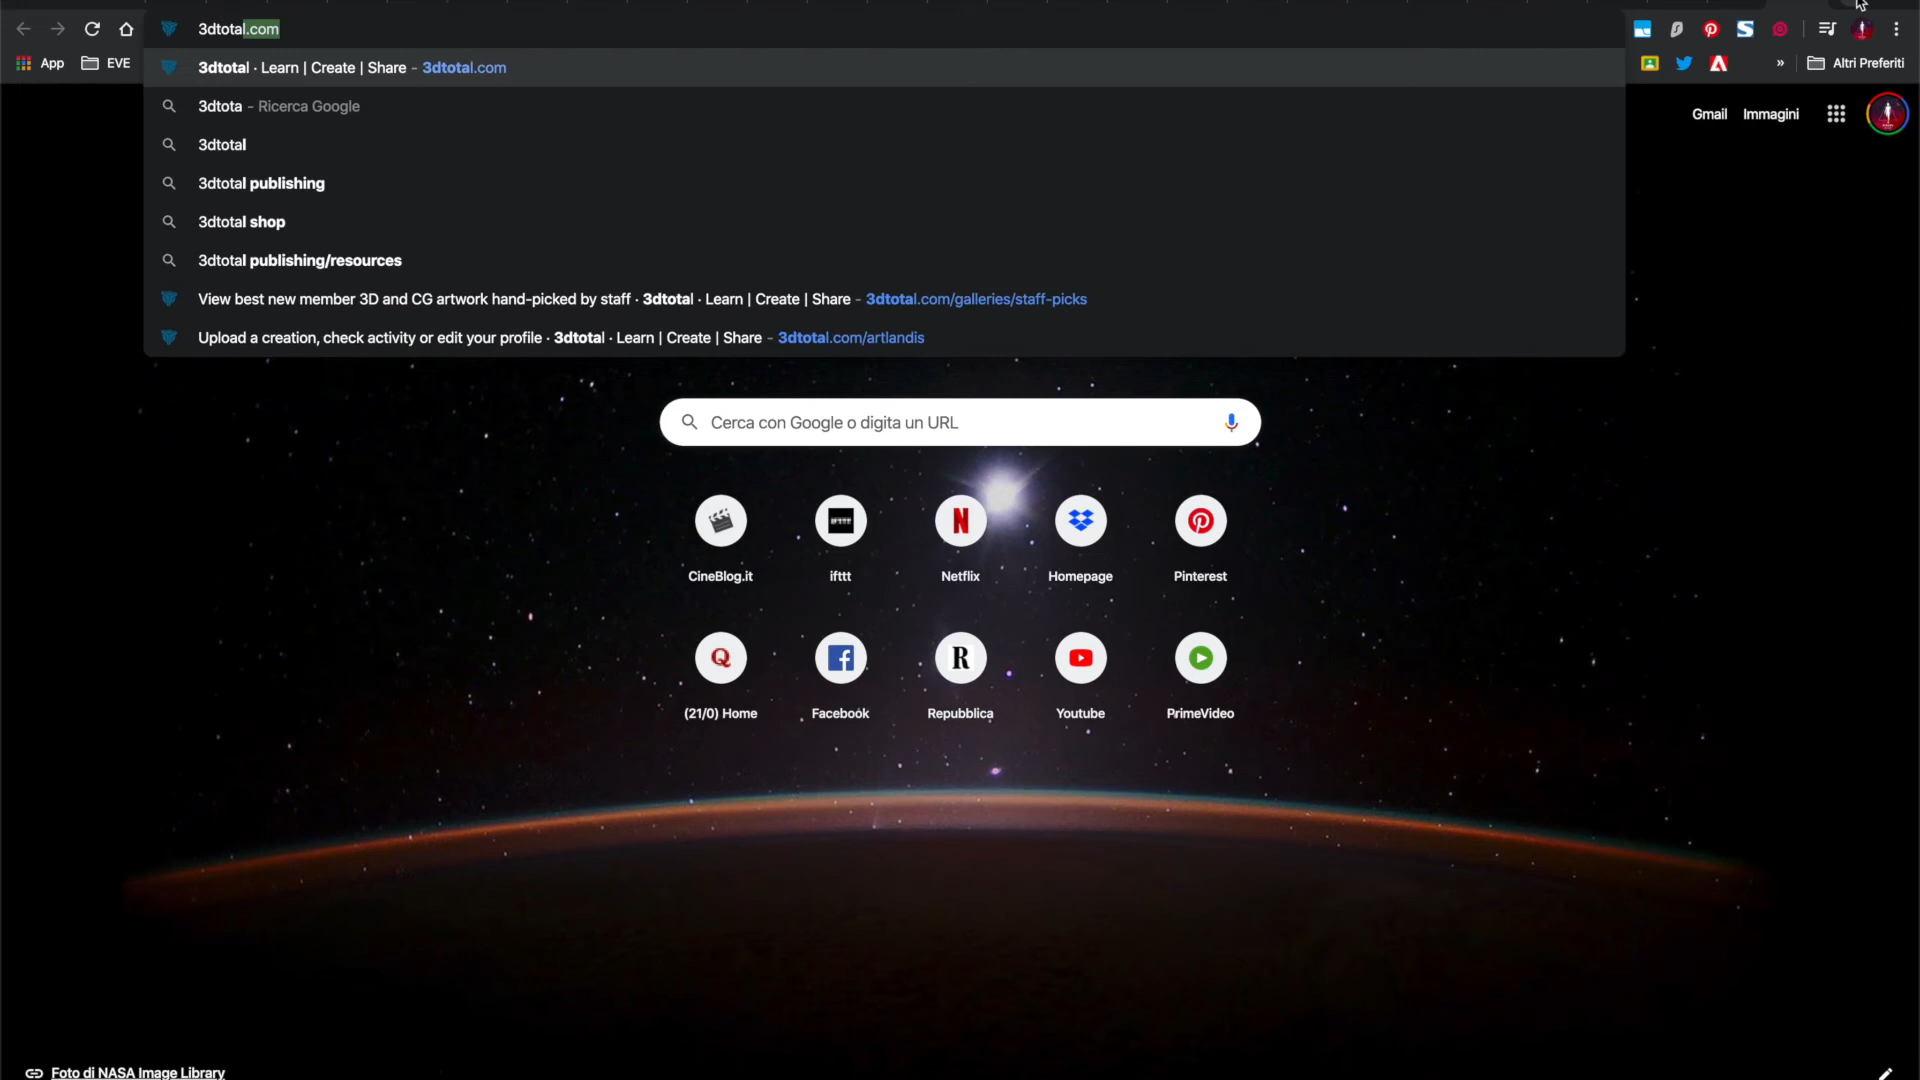 3dtotal.com
App
EVE
Altri Preferiti
3dtotal · Learn | Create | Share - 3dtotal.com
3dtota - Ricerca Google
3dtotal
3dtotal publishing
3dtotal shop
3dtotal publishing/resources
View best new member 3D and CG artwork hand-picked by staff · 3dtotal · Learn | Create | Share - 3dtotal.com/galleries/staff-picks
Upload a creation, check activity or edit your profile · 3dtotal · Learn | Create | Share - 3dtotal.com/artlandis
Gmail Immagini
Cerca con Google o digita un URL
IFTTT
CineBlog.it
ifttt
Netflix
Homepage
Pinterest
(21/0) Home
Facebook
Repubblica
Youtube
PrimeVideo
Foto di NASA Image Library